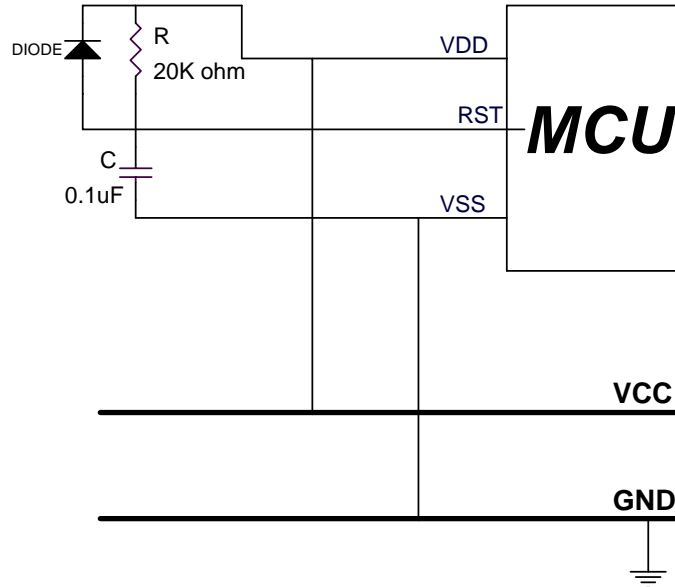 R
VDD
DIODE
20K ohm
RST
MCU
C
0.1uF
VSS
VCC
GND